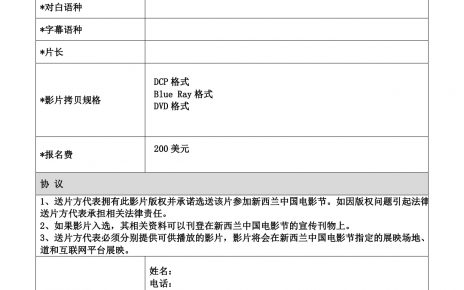 *对白语种
*字幕语种
*片长
DCP 格式
*影片拷贝规格
Blue Ray 格式
DVD 格式
*报名费
200 美元
协 议
1、送片方代表拥有此影片版权并承诺选送该片参加新西兰中国电影节。如因版权问题引起法律
送片方代表承担相关法律责任。
2、如果影片入选，其相关资料可以刊登在新西兰中国电影节的宣传刊物上。
3、送片方代表必须分别提供可供播放的影片，影片将会在新西兰中国电影节指定的展映场地、
道和互联网平台展映。
姓名：
电话：